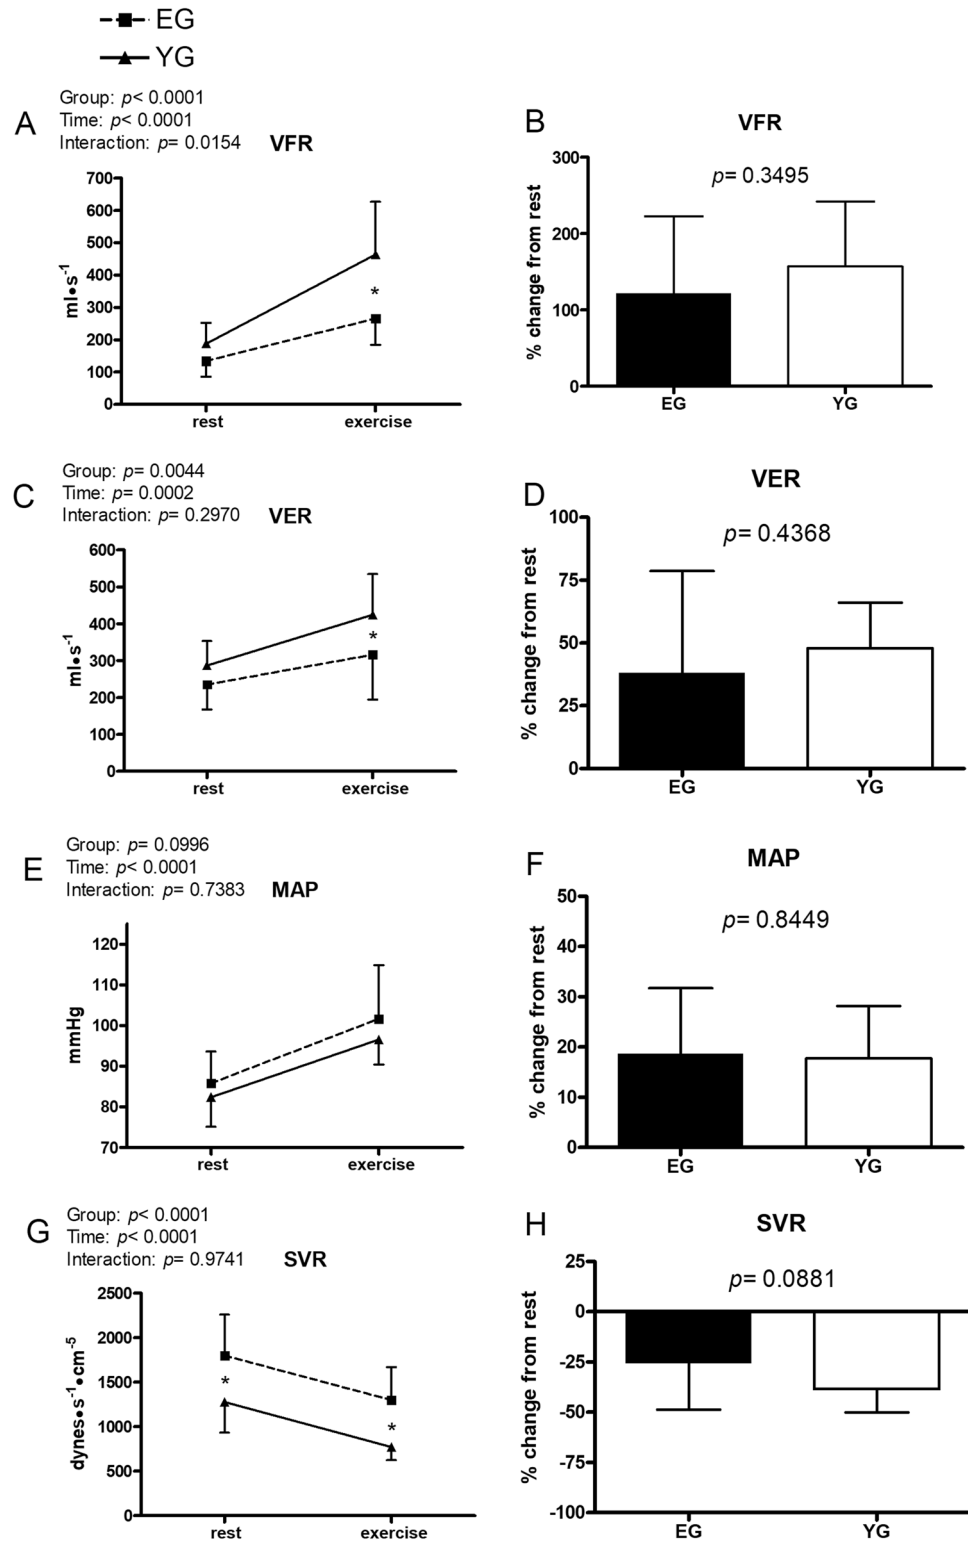 EG
YG
A
Group: p< 0.0001
Time: p< 0.0001
Interaction: p= 0.0154
VFR
700
600
500
400
300
200
100
0
ml•s⁻¹
*
rest exercise
B
VFR
p= 0.3495
300
200
100
0
% change from rest
EG YG
C
Group: p= 0.0044
Time: p= 0.0002
Interaction: p= 0.2970
VER
600
500
400
300
200
100
0
ml•s⁻¹
*
rest exercise
D
VER
p= 0.4368
100
75
50
25
0
% change from rest
EG YG
E
Group: p= 0.0996
Time: p< 0.0001
Interaction: p= 0.7383
MAP
120
110
100
90
80
70
mmHg
rest exercise
F
MAP
p= 0.8449
50
40
30
20
10
0
% change from rest
EG YG
G
Group: p< 0.0001
Time: p< 0.0001
Interaction: p= 0.9741
SVR
2500
2000
1500
1000
500
0
dynes•s⁻¹•cm⁻⁵
*
*
rest exercise
H
SVR
p= 0.0881
25
0
-25
-50
-75
-100
% change from rest
EG YG